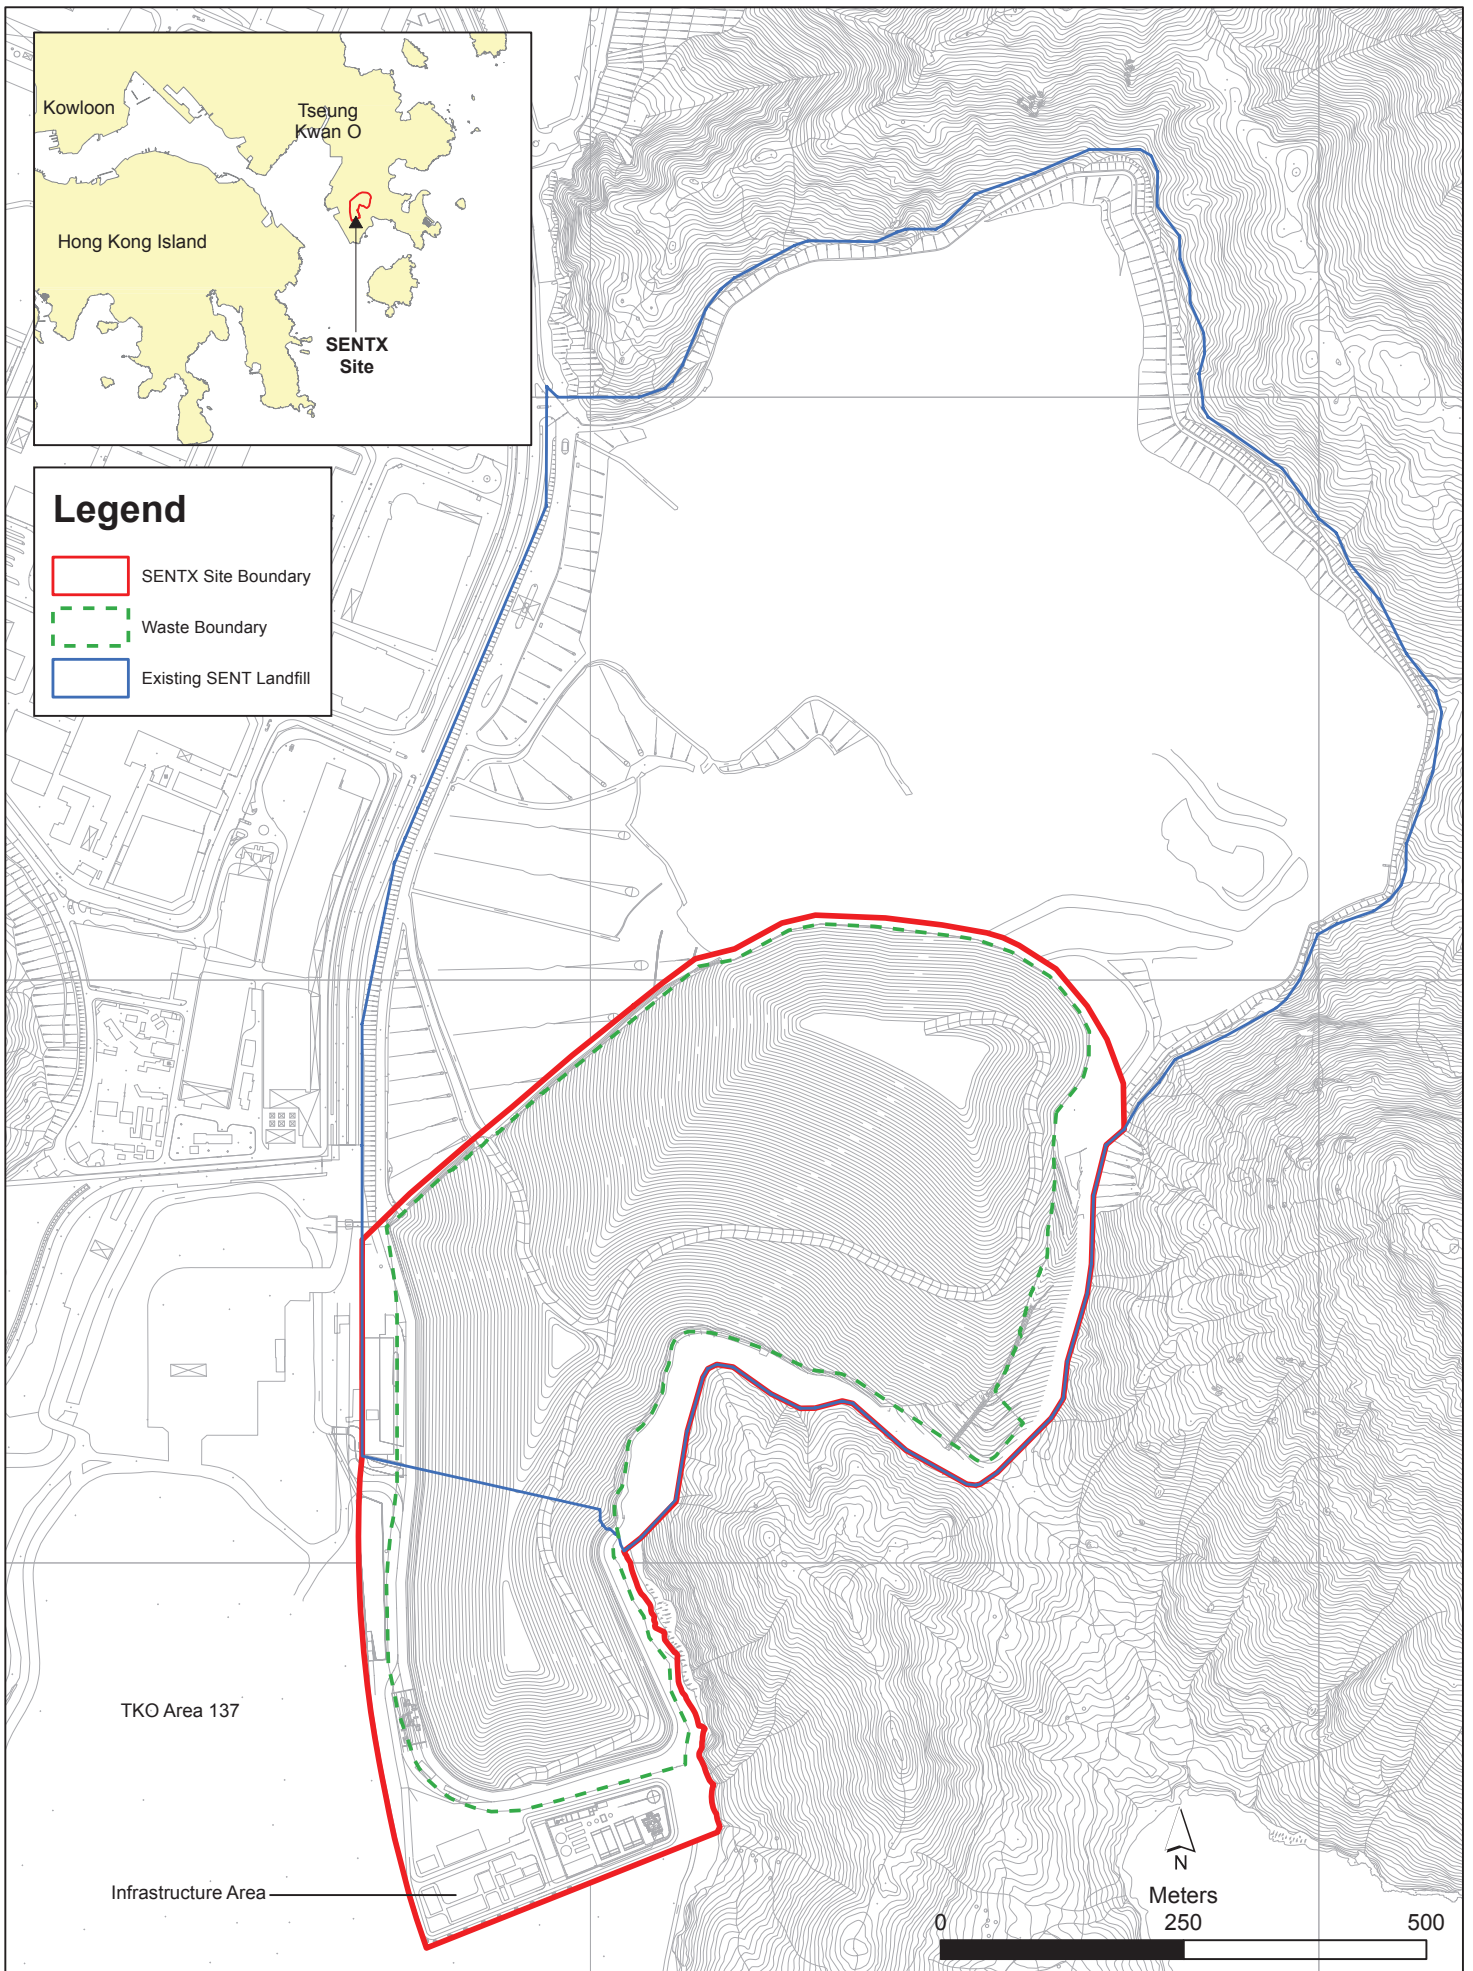 Kowloon
Tseung
Kwan O
Hong Kong Island
SENTX
Site
Legend
SENTX Site Boundary
Waste Boundary
Existing SENT Landfill
TKO Area 137
Infrastructure Area
N
Meters
0 250 500